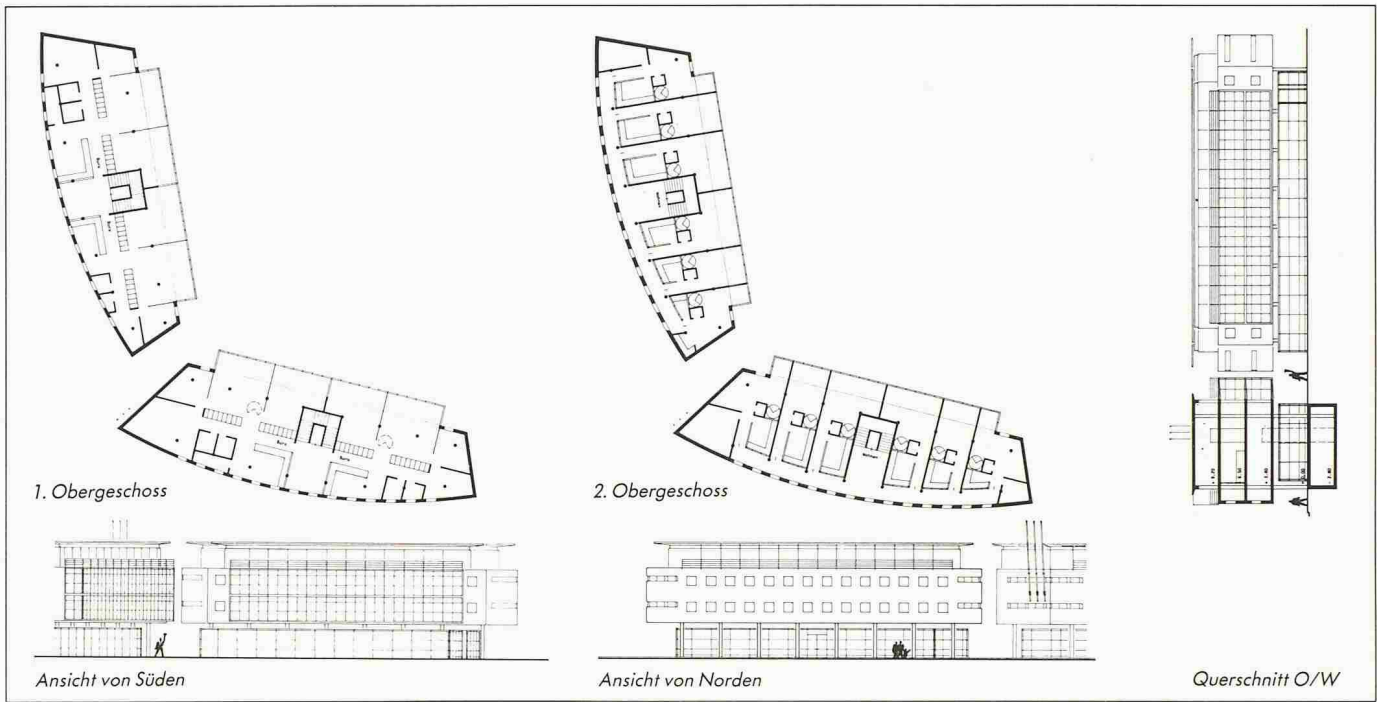 1. Obergeschoss
2. Obergeschoss
Ansicht von Süden
Ansicht von Norden
Querschnitt O/W